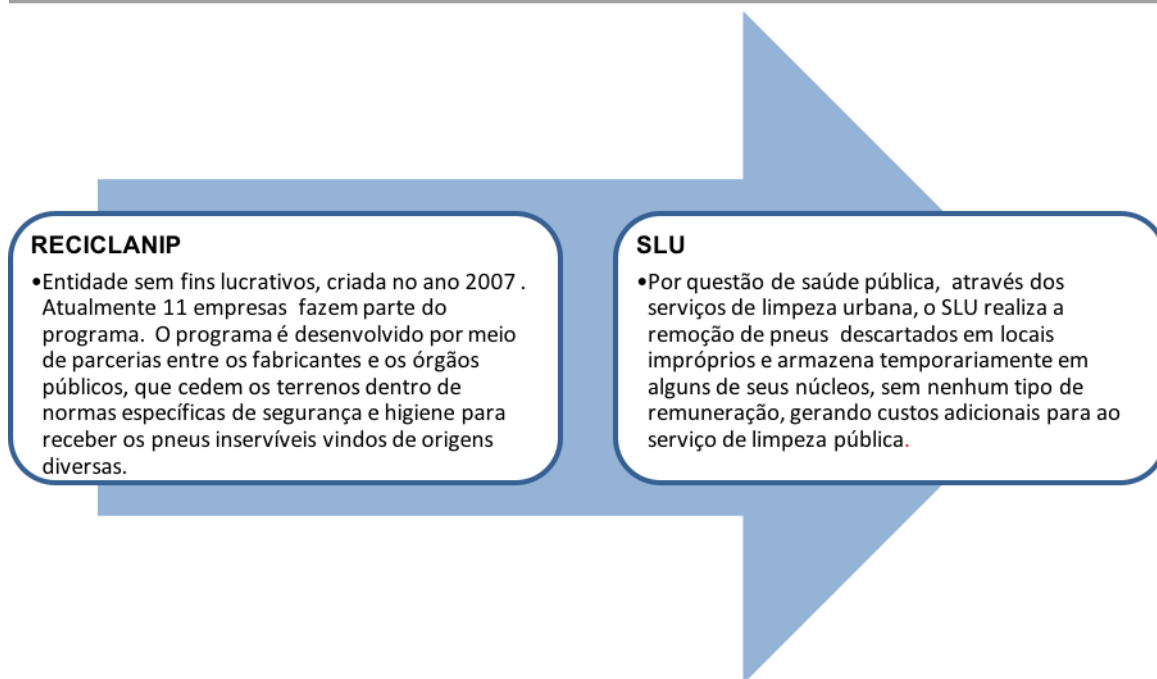 RECICLANIP
•Entidade sem fins lucrativos, criada no ano 2007 .
Atualmente 11 empresas fazem parte do
programa. O programa é desenvolvido por meio
de parcerias entre os fabricantes e os órgãos
públicos, que cedem os terrenos dentro de
normas específicas de segurança e higiene para
receber os pneus inservíveis vindos de origens
diversas.
SLU
•Por questão de saúde pública, através dos
serviços de limpeza urbana, o SLU realiza a
remoção de pneus descartados em locais
impróprios e armazena temporariamente em
alguns de seus núcleos, sem nenhum tipo de
remuneração, gerando custos adicionais para ao
serviço de limpeza pública.